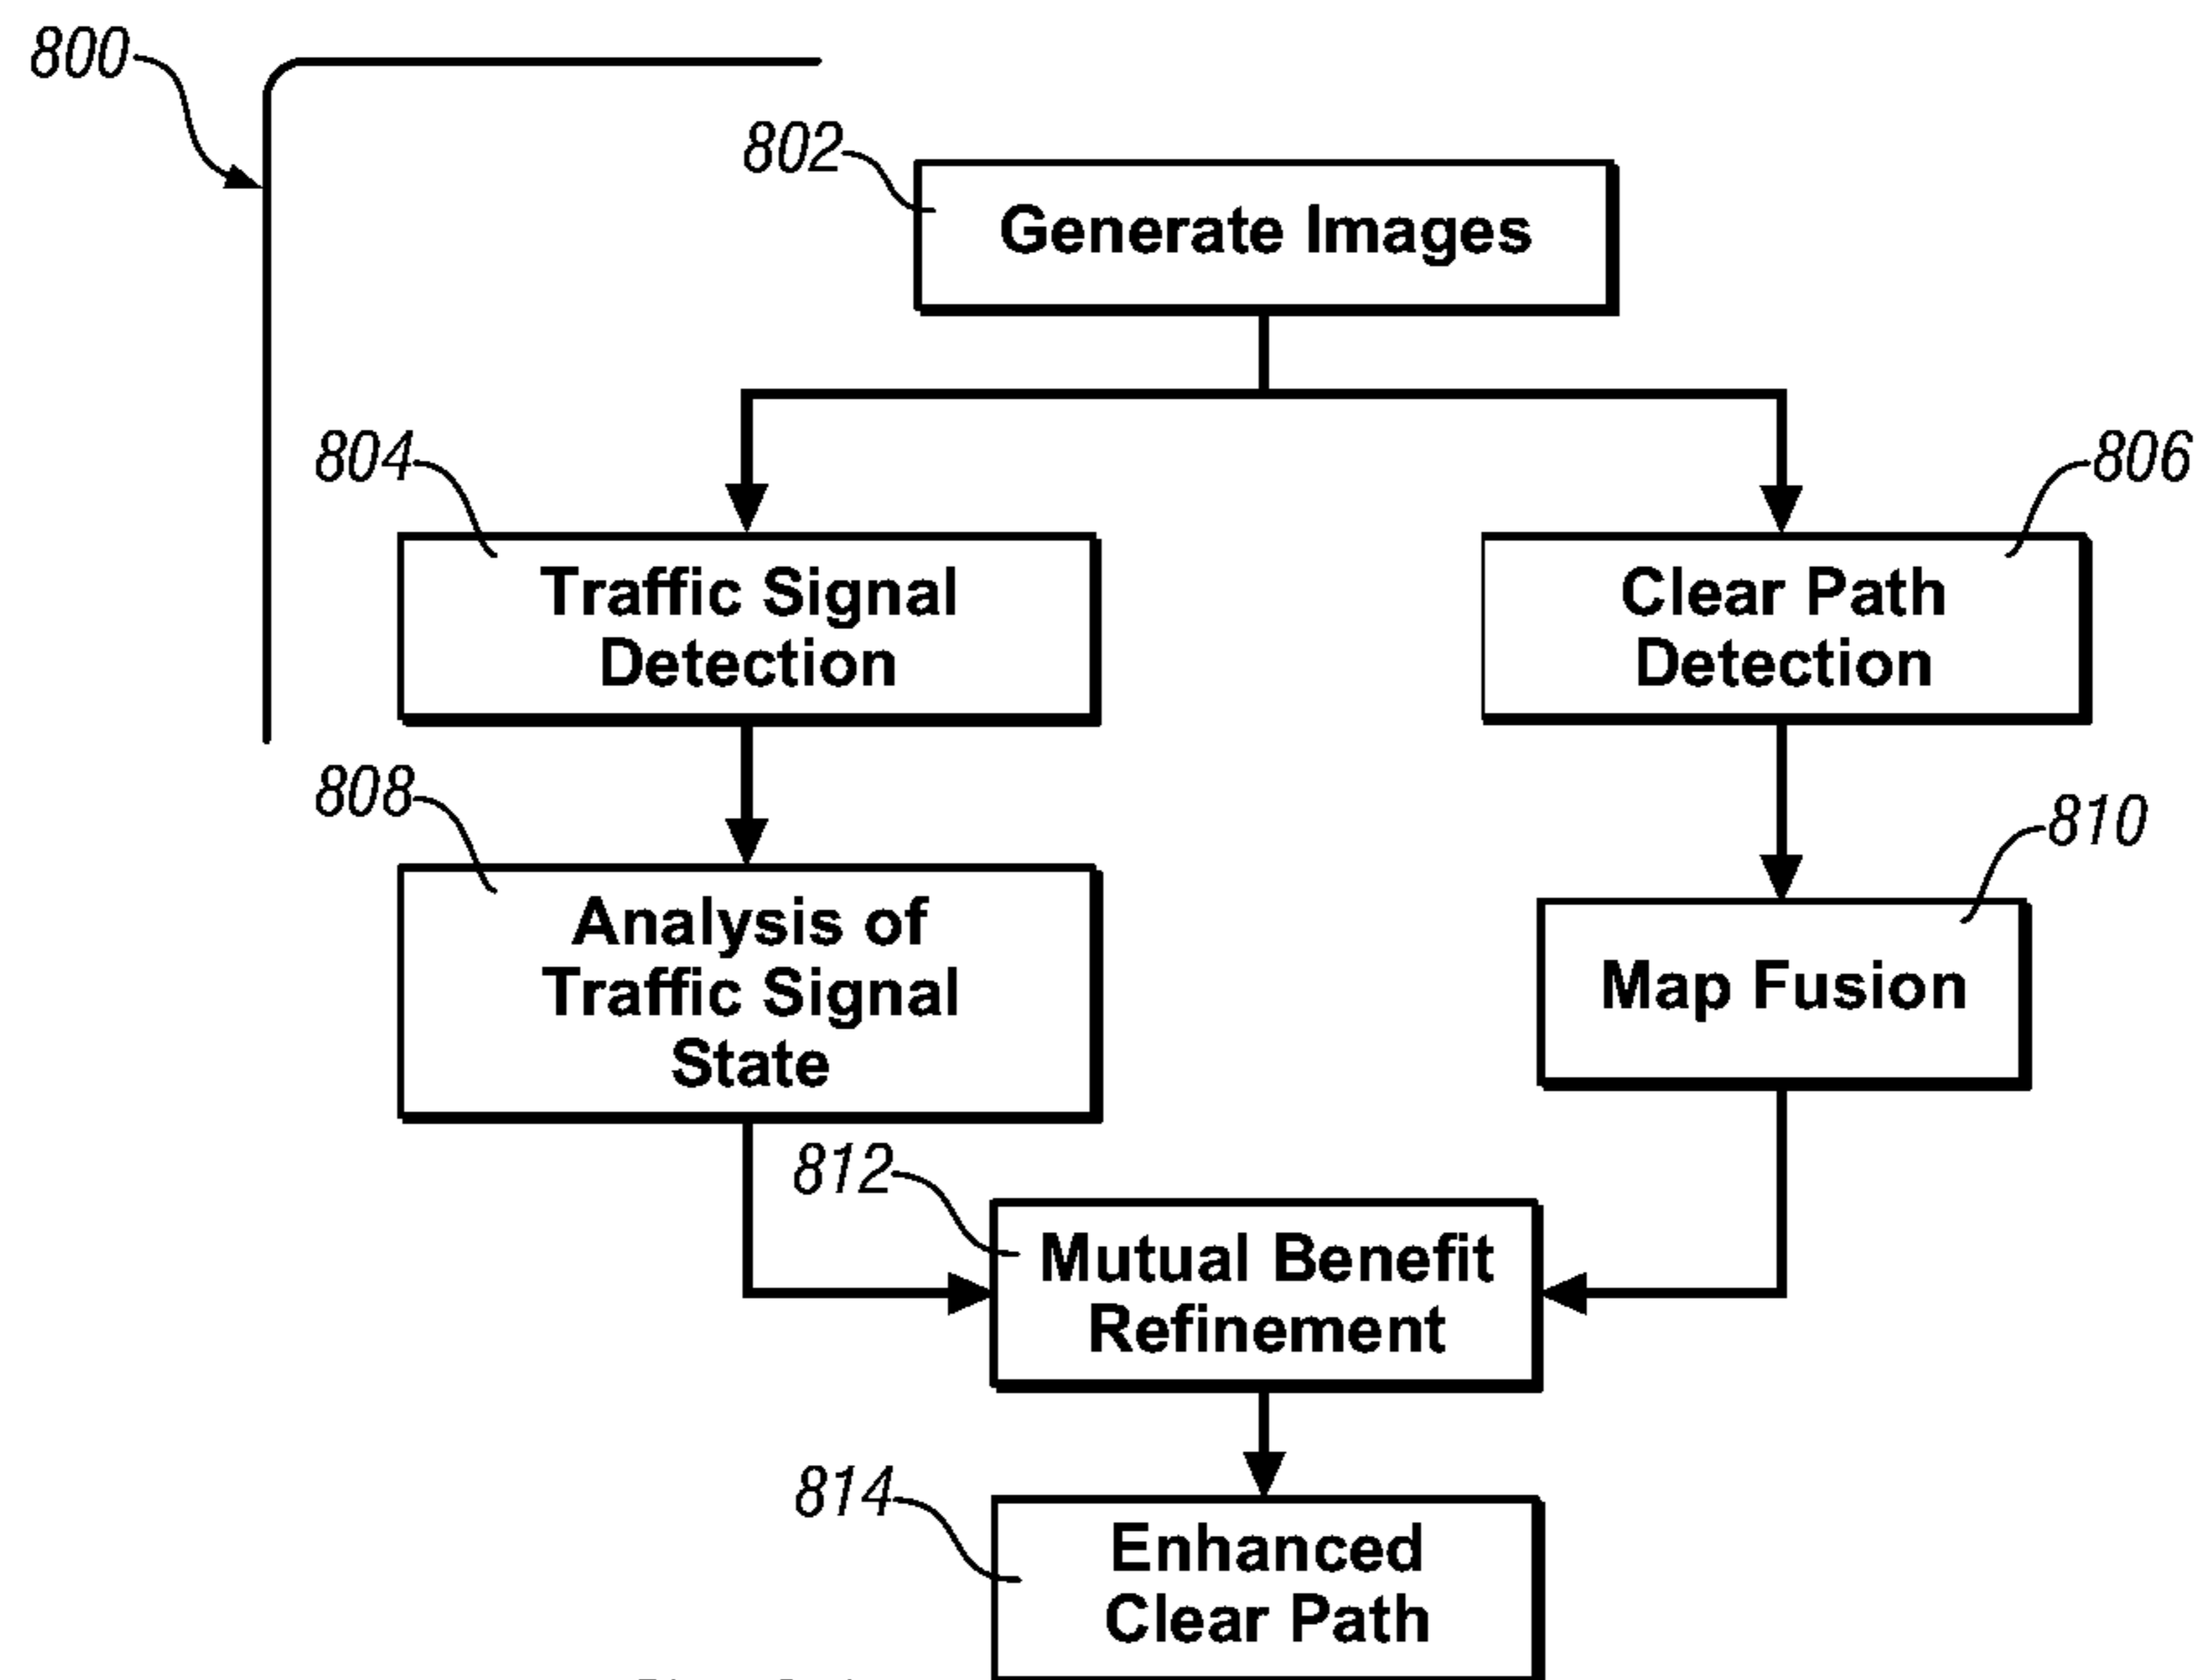 800
802
Generate Images
804
Traffic Signal
Detection
806
Clear Path
Detection
808
Analysis of
Traffic Signal
State
810
Map Fusion
812
Mutual Benefit
Refinement
814
Enhanced
Clear Path